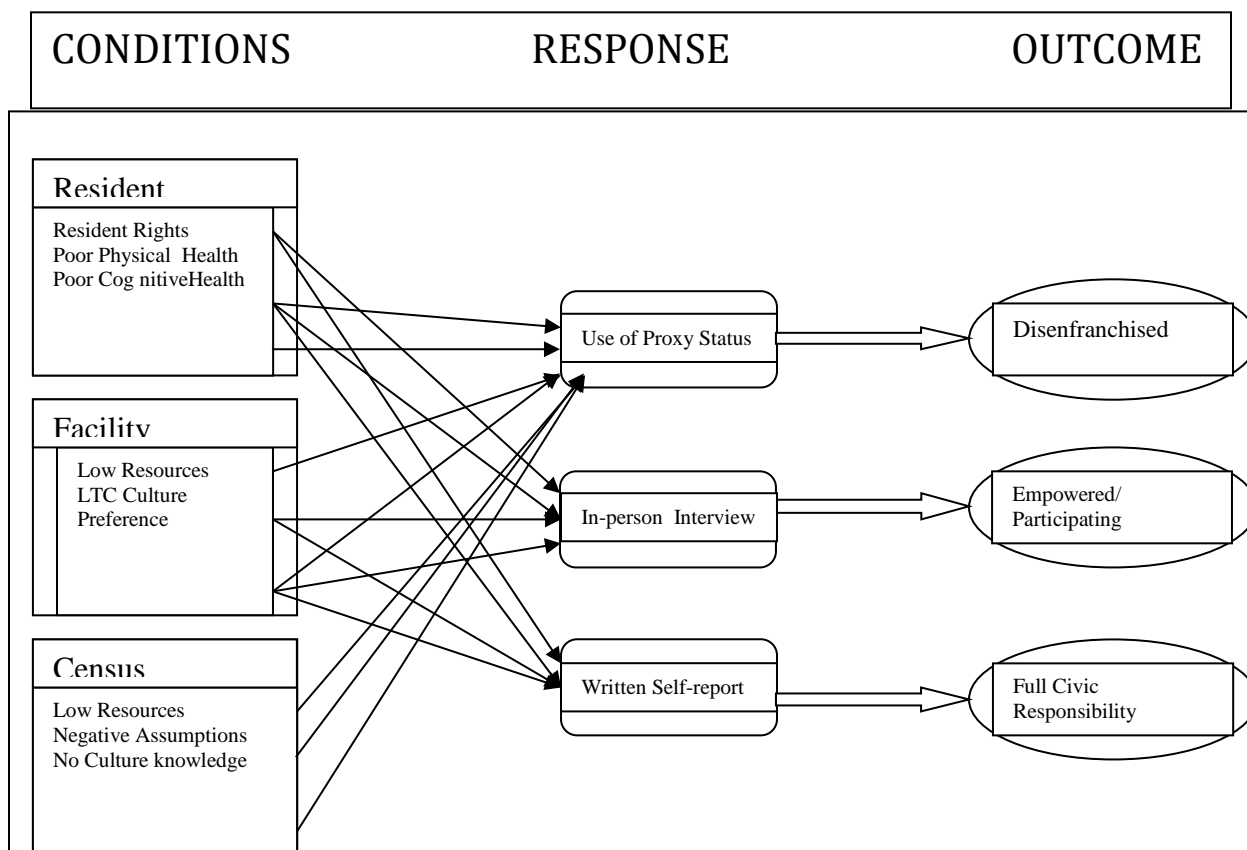 CONDITIONS RESPONSE OUTCOME
Resident
Resident Rights
Poor Physical Health
Poor Cog nitiveHealth
Facility
Low Resources
LTC Culture
Preference
Census
Low Resources
Negative Assumptions
No Culture knowledge
Use of Proxy Status
In-person Interview
Written Self-report
Disenfranchised
Empowered/
Participating
Full Civic
Responsibility